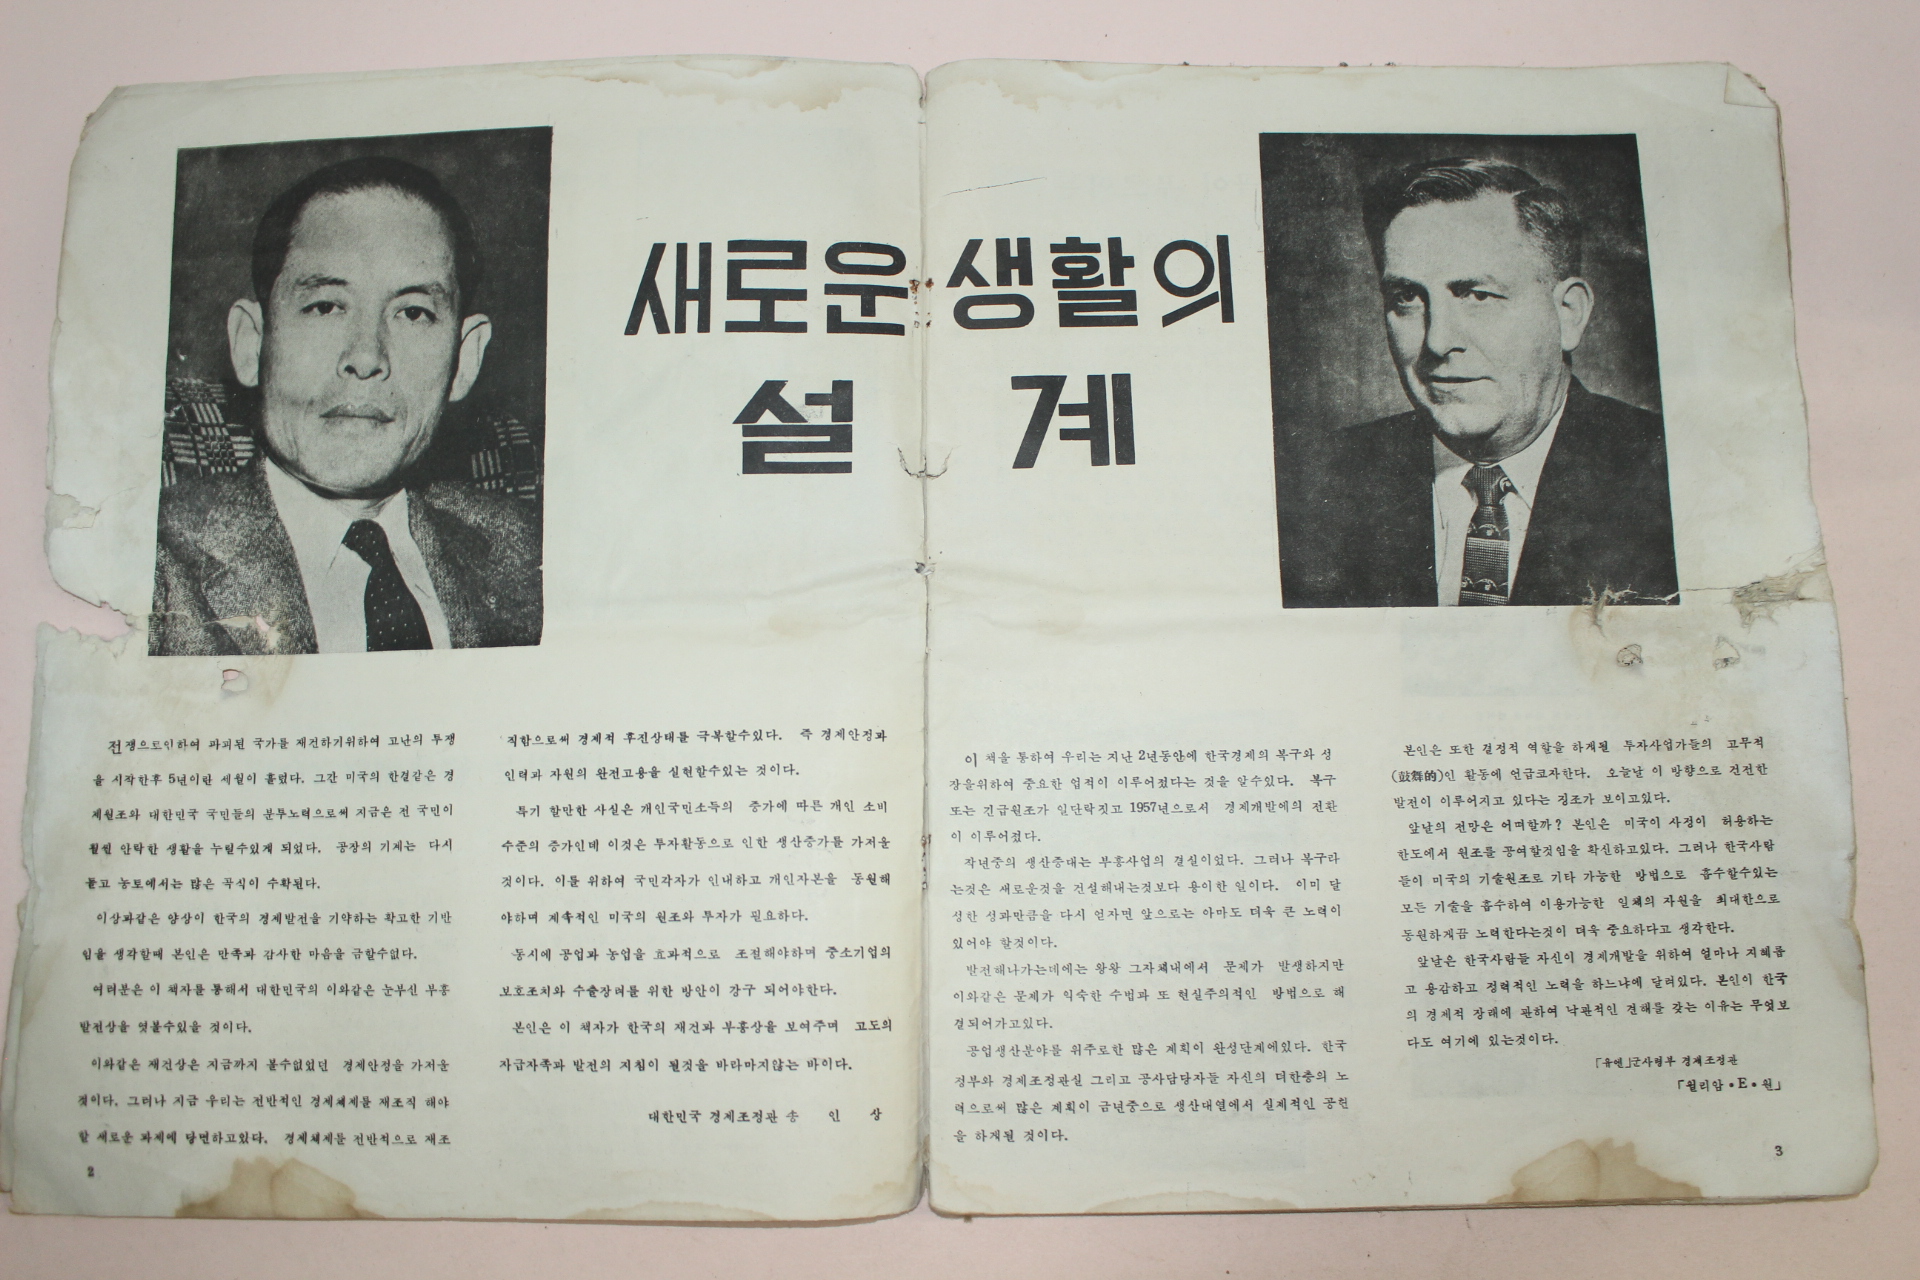 새로운 생활의
설 계
전쟁으로인하여 파괴된 국가를 재건하기위하여 고난의 투쟁
을 시작한후 5년이란 세월이 흘렀다. 그간 미국의 한결같은 경
제원조와 대한민국 국민들의 분투노력으로써 지금은 전 국민이
훨씬 안락한 생활을 누릴수있게 되었다. 공장의 기계는 다시
돌고 농토에서는 많은 곡식이 수확된다.
이상과같은 양상이 한국의 경제발전을 기약하는 확고한 기반
임을 생각할때 본인은 만족과 감사한 마음을 금할수없다.
여러분은 이 책자를 통해서 대한민국의 이와같은 눈부신 부흥
발전상을 엿볼수있을 것이다.
이와같은 재건상은 지금까지 볼수없었던 경제안정을 가저온
것이다. 그러나 지금 우리는 전반적인 경제체제를 재조직 해야
할 새로운 과제에 당면하고있다. 경제체제를 전반적으로 재조
2
직함으로써 경제적 후진상태를 극복할수있다. 즉 경제안정과
인력과 자원의 완전고용을 실현할수있는 것이다.
특기 할만한 사실은 개인국민소득의 증가에 따른 개인 소비
수준의 증가인데 이것은 투자활동으로 인한 생산증가를 가저온
것이다. 이를 위하여 국민각자가 인내하고 개인자본을 동원해
야하며 계속적인 미국의 원조와 투자가 필요하다.
동시에 공업과 농업을 효과적으로 조절해야하며 중소기업의
보호조치와 수출장려를 위한 방안이 강구 되어야한다.
본인은 이 책자가 한국의 재건과 부흥상을 보여주며 고도의
자급자족과 발전의 지침이 될것을 바라마지않는 바이다.
대한민국 경제조정관 송 인 상
이 책을 통하여 우리는 지난 2년동안에 한국경제의 복구와 성
장을위하여 중요한 업적이 이루어졌다는 것을 알수있다. 복구
또는 긴급원조가 일단락짓고 1957년으로서 경제개발에의 전환
이 이루어졌다.
작년중의 생산증대는 부흥사업의 결실이었다. 그러나 복구라
는것은 새로운것을 건설해내는것보다 용이한 일이다. 이미 달
성한 성과만큼을 다시 얻자면 앞으로는 아마도 더욱 큰 노력이
있어야 할것이다.
발전해나가는데에는 왕왕 그자체내에서 문제가 발생하지만
이와같은 문제가 익숙한 수법과 또 현실주의적인 방법으로 해
결되어가고있다.
공업생산분야를 위주로한 많은 계획이 완성단계에있다. 한국
정부와 경제조정관실 그리고 공사담당자들 자신의 더한층의 노
력으로써 많은 계획이 금년중으로 생산대열에서 실제적인 공헌
을 하게될 것이다.
본인은 또한 결정적 역할을 하게될 투자사업가들의 고무적
(鼓舞的)인 활동에 언급코자한다. 오늘날 이 방향으로 건전한
발전이 이루어지고 있다는 징조가 보이고있다.
앞날의 전망은 어떠할까? 본인은 미국이 사정이 허용하는
한도에서 원조를 공여할것임을 확신하고있다. 그러나 한국사람
들이 미국의 기술원조로 기타 가능한 방법으로 흡수할수있는
모든 기술을 흡수하여 이용가능한 일체의 자원을 최대한으로
동원하게끔 노력한다는것이 더욱 중요하다고 생각한다.
앞날은 한국사람들 자신이 경제개발을 위하여 얼마나 지혜롭
고 용감하고 정력적인 노력을 하느냐에 달려있다. 본인이 한국
의 경제적 장래에 관하여 낙관적인 견해를 갖는 이유는 무엇보
다도 여기에 있는것이다.
「유엔」군사령부 경제조정관
「윌리암•E•원」
3